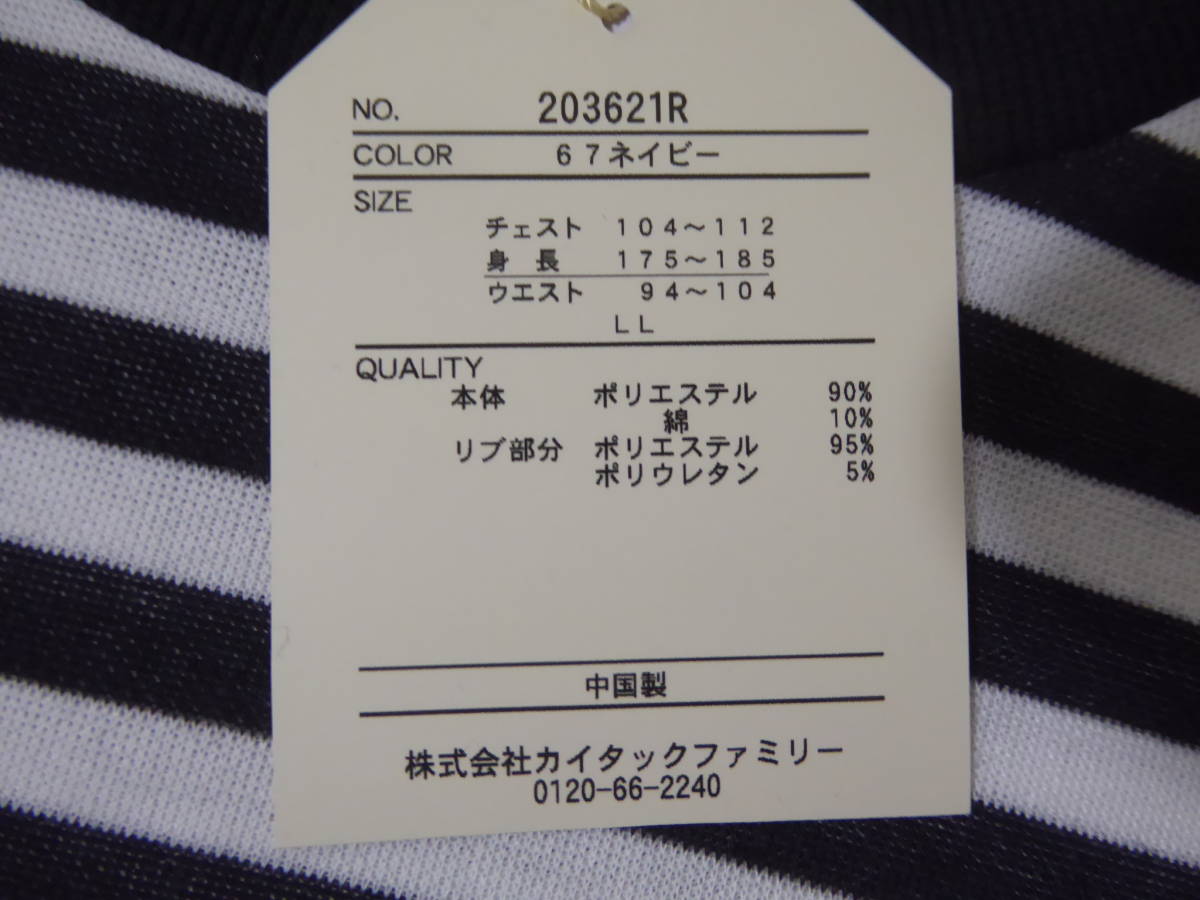 NO. 203621R
COLOR 67ネイビー
SIZE
チェスト 104～112
身 長 175～185
ウエスト 94～104
LL
QUALITY
本体 ポリエステル 90%
綿 10%
リブ部分 ポリエステル 95%
ポリウレタン 5%
中国製
株式会社カイタックファミリー
0120-66-2240